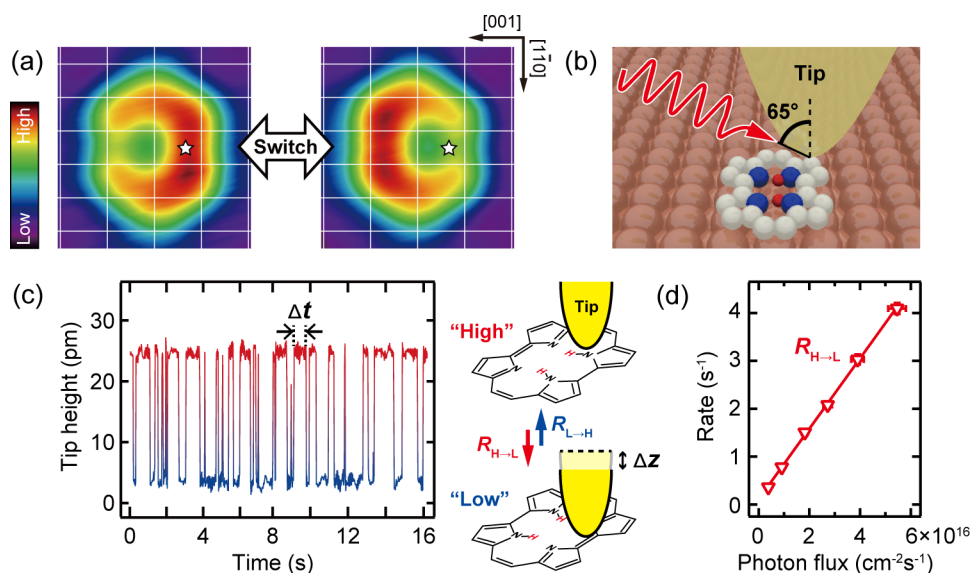 (a)
[001]
[11̄0]
High
Low
Switch
(b)
Tip
65°
(c)
Δt
Tip height (pm)
30
20
10
0
0
4
8
12
16
Time (s)
Tip
"High"
H
N
N
N
N
H
R_H→L
R_L→H
Δz
"Low"
N
H
N
N
H
N
(d)
Rate (s⁻¹)
4
3
2
1
0
R_H→L
0
2
4
6×10¹⁶
Photon flux (cm⁻²s⁻¹)